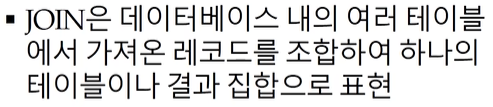 ▪ JOIN은 데이터베이스 내의 여러 테이블
에서 가져온 레코드를 조합하여 하나의
테이블이나 결과 집합으로 표현